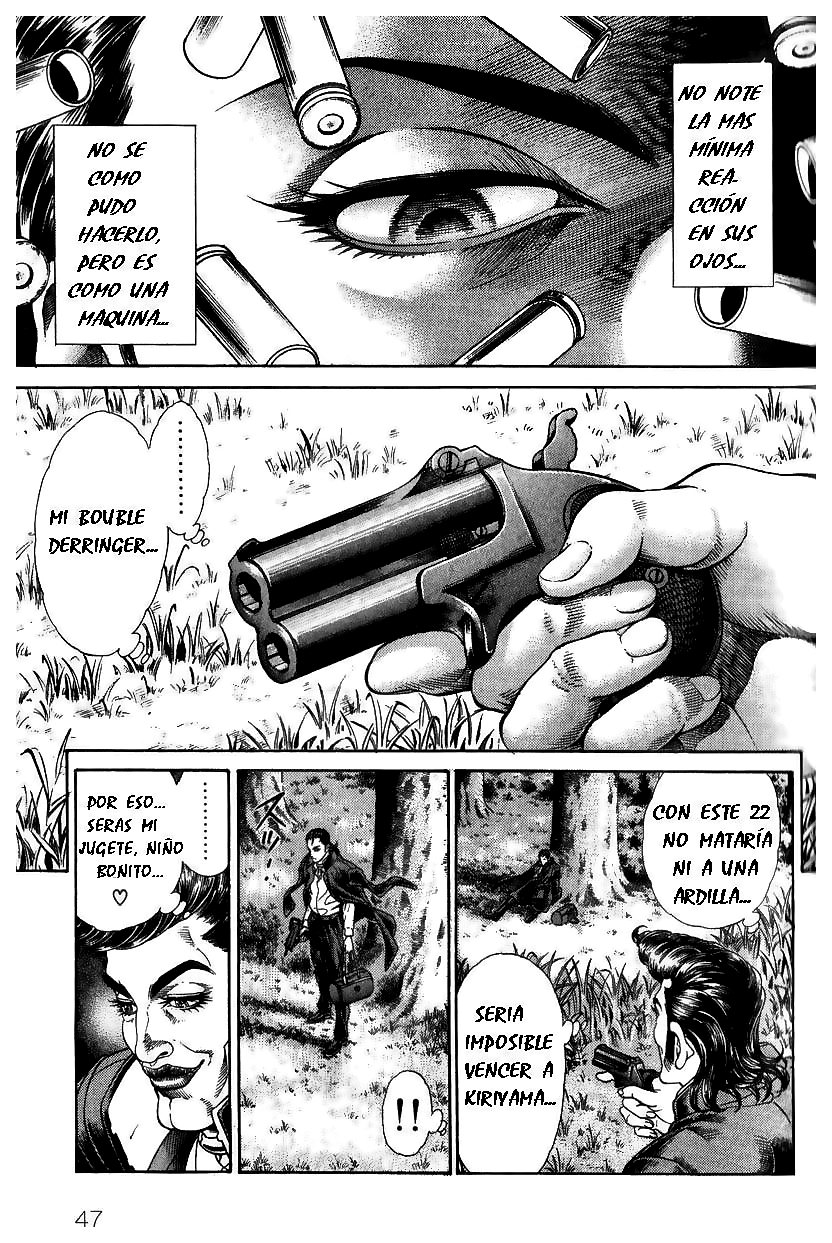 NO NOTE
LA MAS
MÍNIMA
REA-
CCIÓN
EN SUS
OJOS...
NO SE
COMO
PUDO
HACERLO,
PERO ES
COMO UNA
MAQUINA...
.........
MI BOUBLE
DERRINGER...
CON ESTE 22
NO MATARÍA
NI A UNA
ARDILLA...
SERIA
IMPOSIBLE
VENCER A
KIRIYAMA...
!!
......
POR ESO...
SERAS MI
JUGETE, NIÑO
BONITO...
♡
47